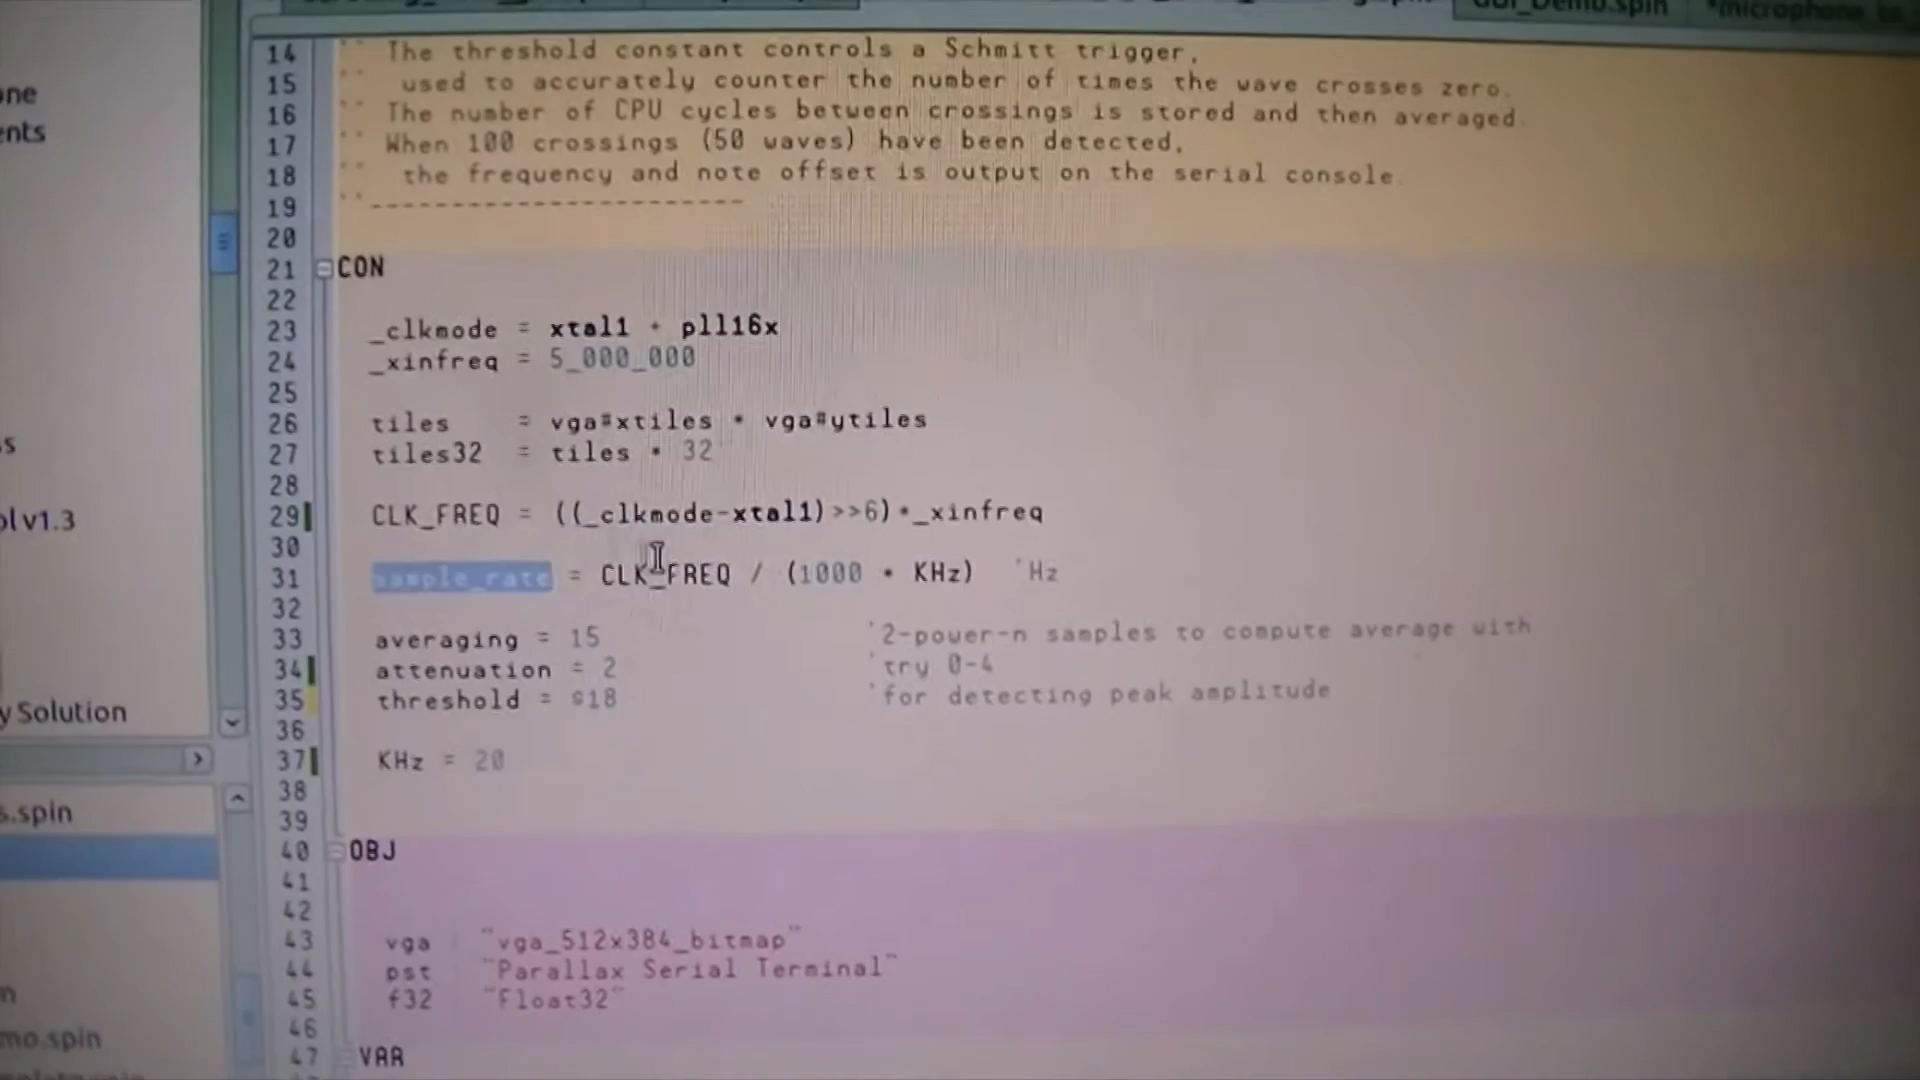 GUI_Demo.spin
14 '' The threshold constant controls a Schmitt trigger,
15 '' used to accurately counter the number of times the wave crosses zero.
16 '' The number of CPU cycles between crossings is stored and then averaged.
17 '' When 100 crossings (50 waves) have been detected,
18 '' the frequency and note offset is output on the serial console.
19 '' -----------------------
20
21 CON
22
23 _clkmode = xtal1 + pll16x
24 _xinfreq = 5_000_000
25
26 tiles = vga#xtiles * vga#ytiles
27 tiles32 = tiles * 32
28
29 CLK_FREQ = ((_clkmode-xtal1)>>6)*_xinfreq
30
31 sample_rate = CLK_FREQ / (1000 * KHz) 'Hz
32
33 averaging = 15 '2-power-n samples to compute average with
34 attenuation = 2 'try 0-4
35 threshold = $18 'for detecting peak amplitude
36
37 KHz = 20
38
39
40 OBJ
41
42
43 vga "vga_512x384_bitmap"
44 pst "Parallax Serial Terminal"
45 f32 "Float32"
46
47 VAR
one
ents
s
ol v1.3
y Solution
s.spin
mo.spin